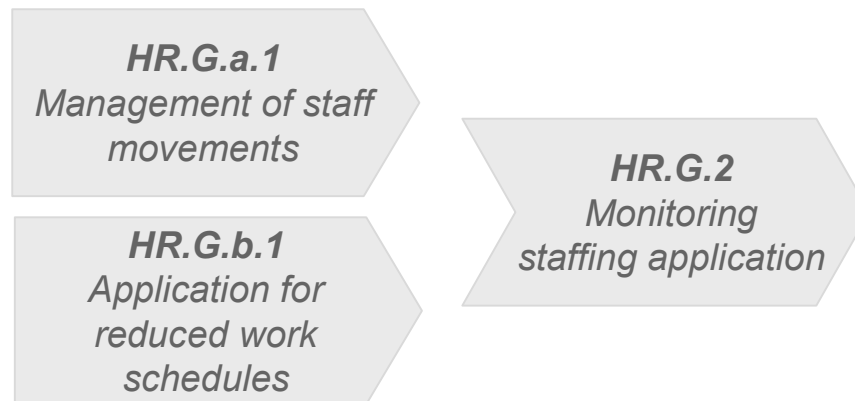 HR.G.a.1
Management of staff
movements
HR.G.b.1
Application for
reduced work
schedules
HR.G.2
Monitoring
staffing application